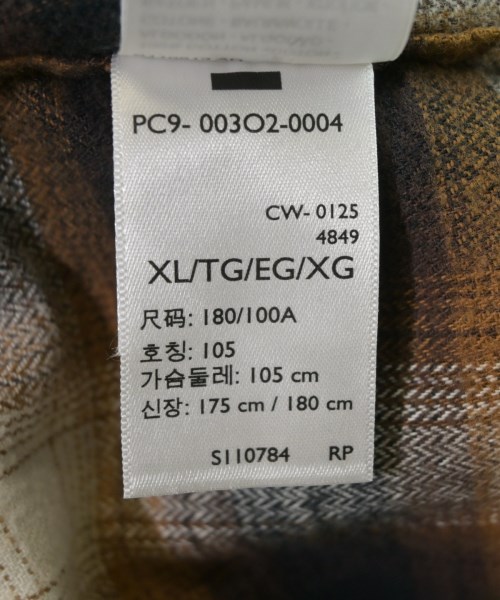 PC9- 003O2-0004
CW- 0125
4849
XL/TG/EG/XG
尺码: 180/100A
호칭: 105
가슴둘레: 105 cm
신장: 175 cm / 180 cm
S110784 RP